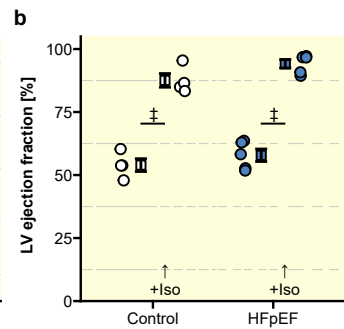 b
LV ejection fraction [%]
100
75
50
25
0
‡
‡
↑
↑
+Iso
+Iso
Control
HFpEF